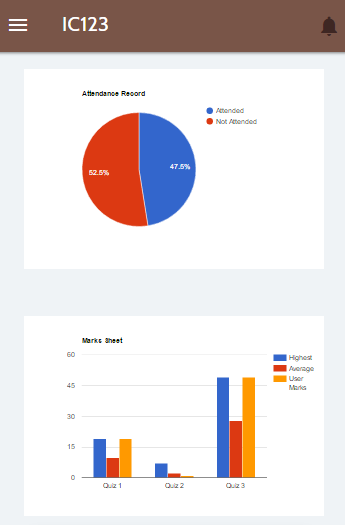 IC123
Attendance Record
Attended
Not Attended
47.5%
52.5%
Marks Sheet
60
45
30
15
0
Quiz 1
Quiz 2
Quiz 3
Highest
Average
User
Marks